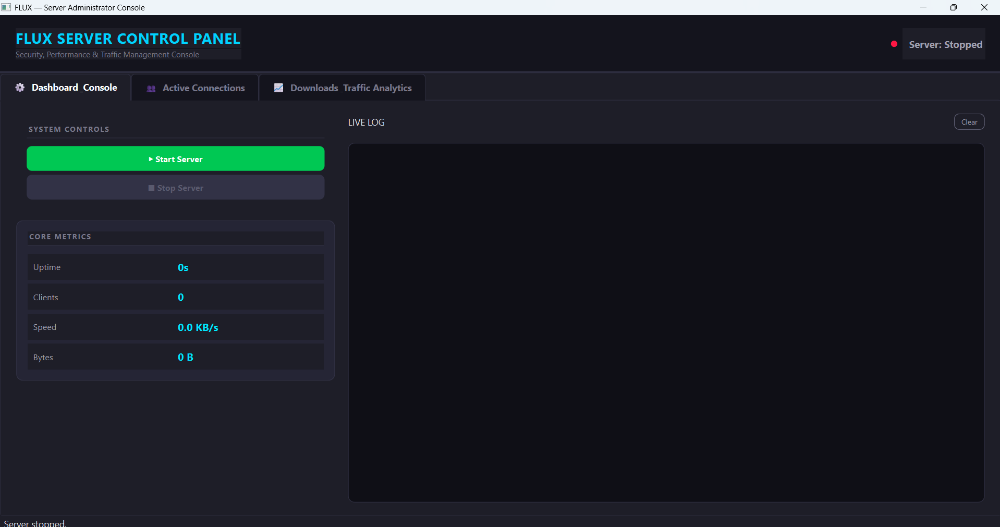 FLUX — Server Administrator Console
FLUX SERVER CONTROL PANEL
Security, Performance & Traffic Management Console
Server: Stopped
Dashboard _Console
Active Connections
Downloads _Traffic Analytics
SYSTEM CONTROLS
LIVE LOG
Clear
▶ Start Server
■ Stop Server
CORE METRICS
Uptime 0s
Clients 0
Speed 0.0 KB/s
Bytes 0 B
Server stopped.